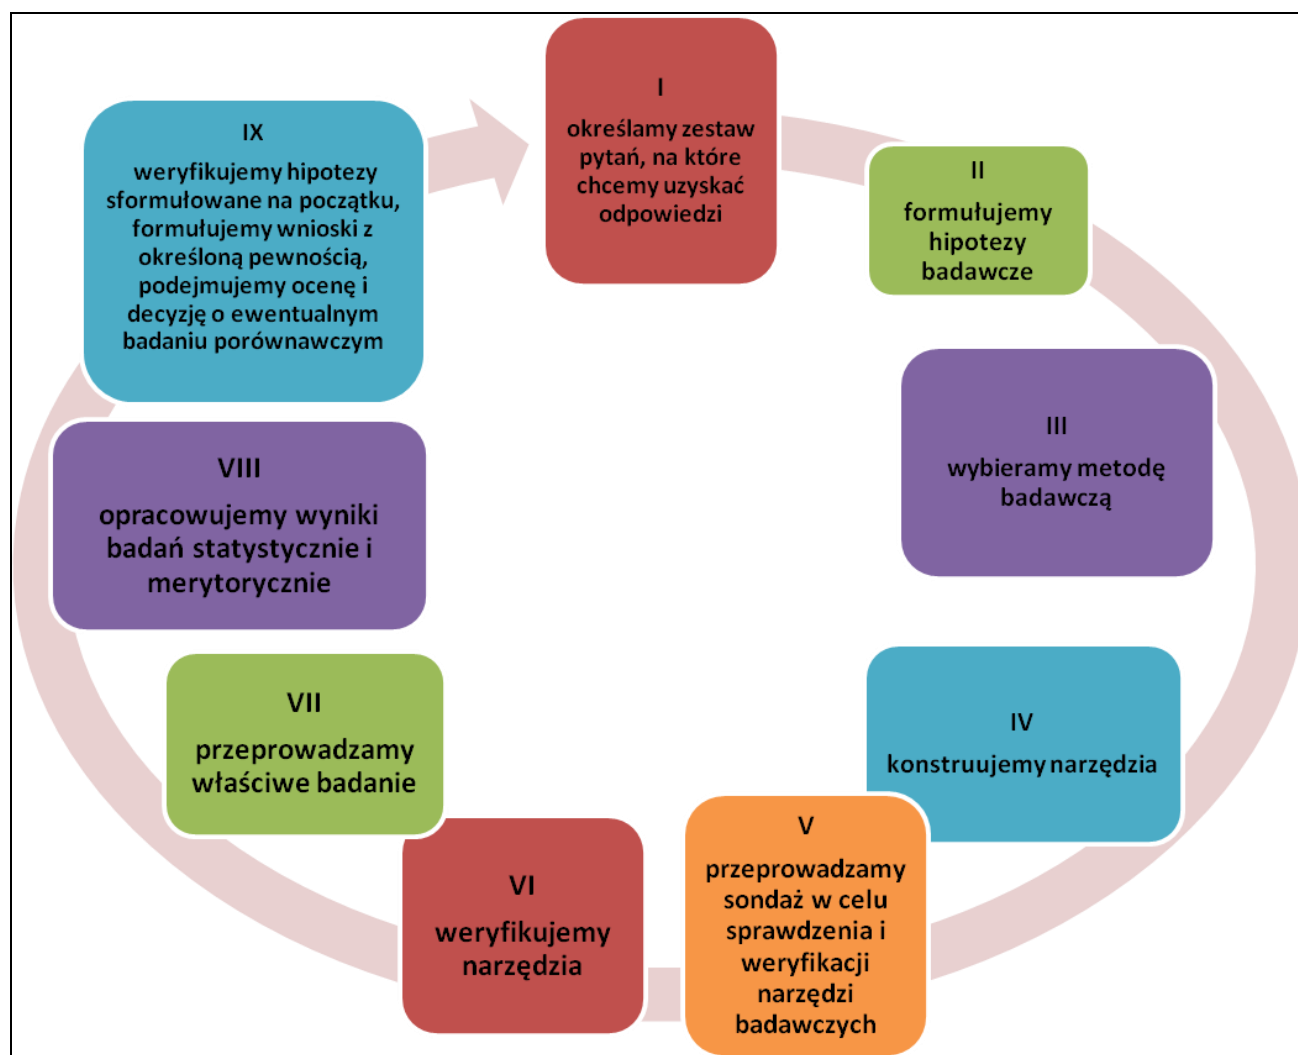 I
określamy zestaw
pytań, na które
chcemy uzyskać
odpowiedzi
II
formułujemy
hipotezy
badawcze
III
wybieramy metodę
badawczą
IV
konstruujemy narzędzia
V
przeprowadzamy
sondaż w celu
sprawdzenia i
weryfikacji
narzędzi
badawczych
VI
weryfikujemy
narzędzia
VII
przeprowadzamy
właściwe badanie
VIII
opracowujemy wyniki
badań statystycznie i
merytorycznie
IX
weryfikujemy hipotezy
sformułowane na początku,
formułujemy wnioski z
określoną pewnością,
podejmujemy ocenę i
decyzję o ewentualnym
badaniu porównawczym